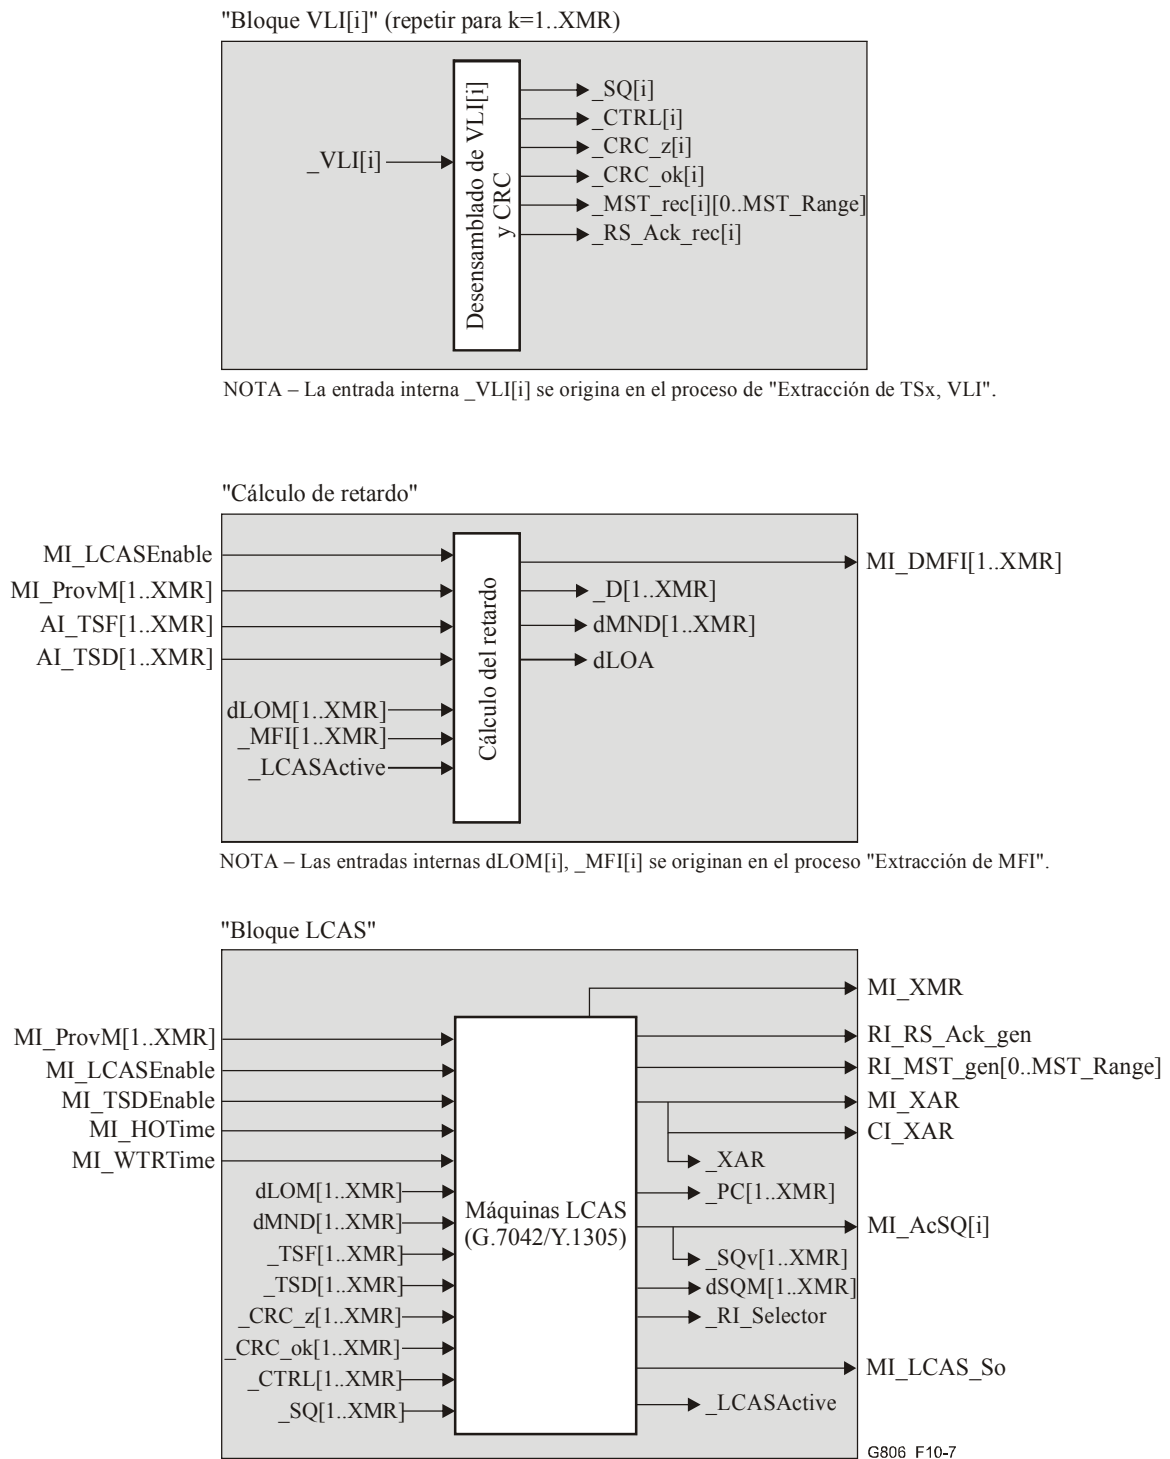 "Bloque VLI[i]" (repetir para k=1..XMR)
_VLI[i]
Desensamblado de VLI[i]
y CRC
_SQ[i]
_CTRL[i]
_CRC_z[i]
_CRC_ok[i]
_MST_rec[i][0..MST_Range]
_RS_Ack_rec[i]
NOTA – La entrada interna _VLI[i] se origina en el proceso de "Extracción de TSx, VLI".
"Cálculo de retardo"
MI_LCASEnable
MI_ProvM[1..XMR]
AI_TSF[1..XMR]
AI_TSD[1..XMR]
dLOM[1..XMR]
_MFI[1..XMR]
_LCASActive
Cálculo del retardo
MI_DMFI[1..XMR]
_D[1..XMR]
dMND[1..XMR]
dLOA
NOTA – Las entradas internas dLOM[i], _MFI[i] se originan en el proceso "Extracción de MFI".
"Bloque LCAS"
MI_ProvM[1..XMR]
MI_LCASEnable
MI_TSDEnable
MI_HOTime
MI_WTRTime
dLOM[1..XMR]
dMND[1..XMR]
_TSF[1..XMR]
_TSD[1..XMR]
_CRC_z[1..XMR]
_CRC_ok[1..XMR]
_CTRL[1..XMR]
_SQ[1..XMR]
Máquinas LCAS
(G.7042/Y.1305)
MI_XMR
RI_RS_Ack_gen
RI_MST_gen[0..MST_Range]
MI_XAR
CI_XAR
_XAR
_PC[1..XMR]
MI_AcSQ[i]
_SQv[1..XMR]
dSQM[1..XMR]
_RI_Selector
MI_LCAS_So
_LCASActive
G806_F10-7